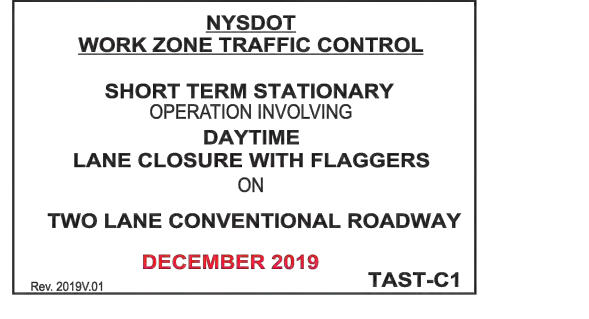 NYSDOT
WORK ZONE TRAFFIC CONTROL
SHORT TERM STATIONARY
OPERATION INVOLVING
DAYTIME
LANE CLOSURE WITH FLAGGERS
ON
TWO LANE CONVENTIONAL ROADWAY
DECEMBER 2019
TAST-C1
Rev. 2019V.01